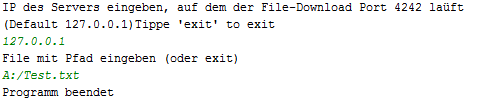 IP des Servers eingeben, auf dem der File-Download Port 4242 laüft
(Default 127.0.0.1)Tippe 'exit' to exit
127.0.0.1
File mit Pfad eingeben (oder exit)
A:/Test.txt
Programm beendet